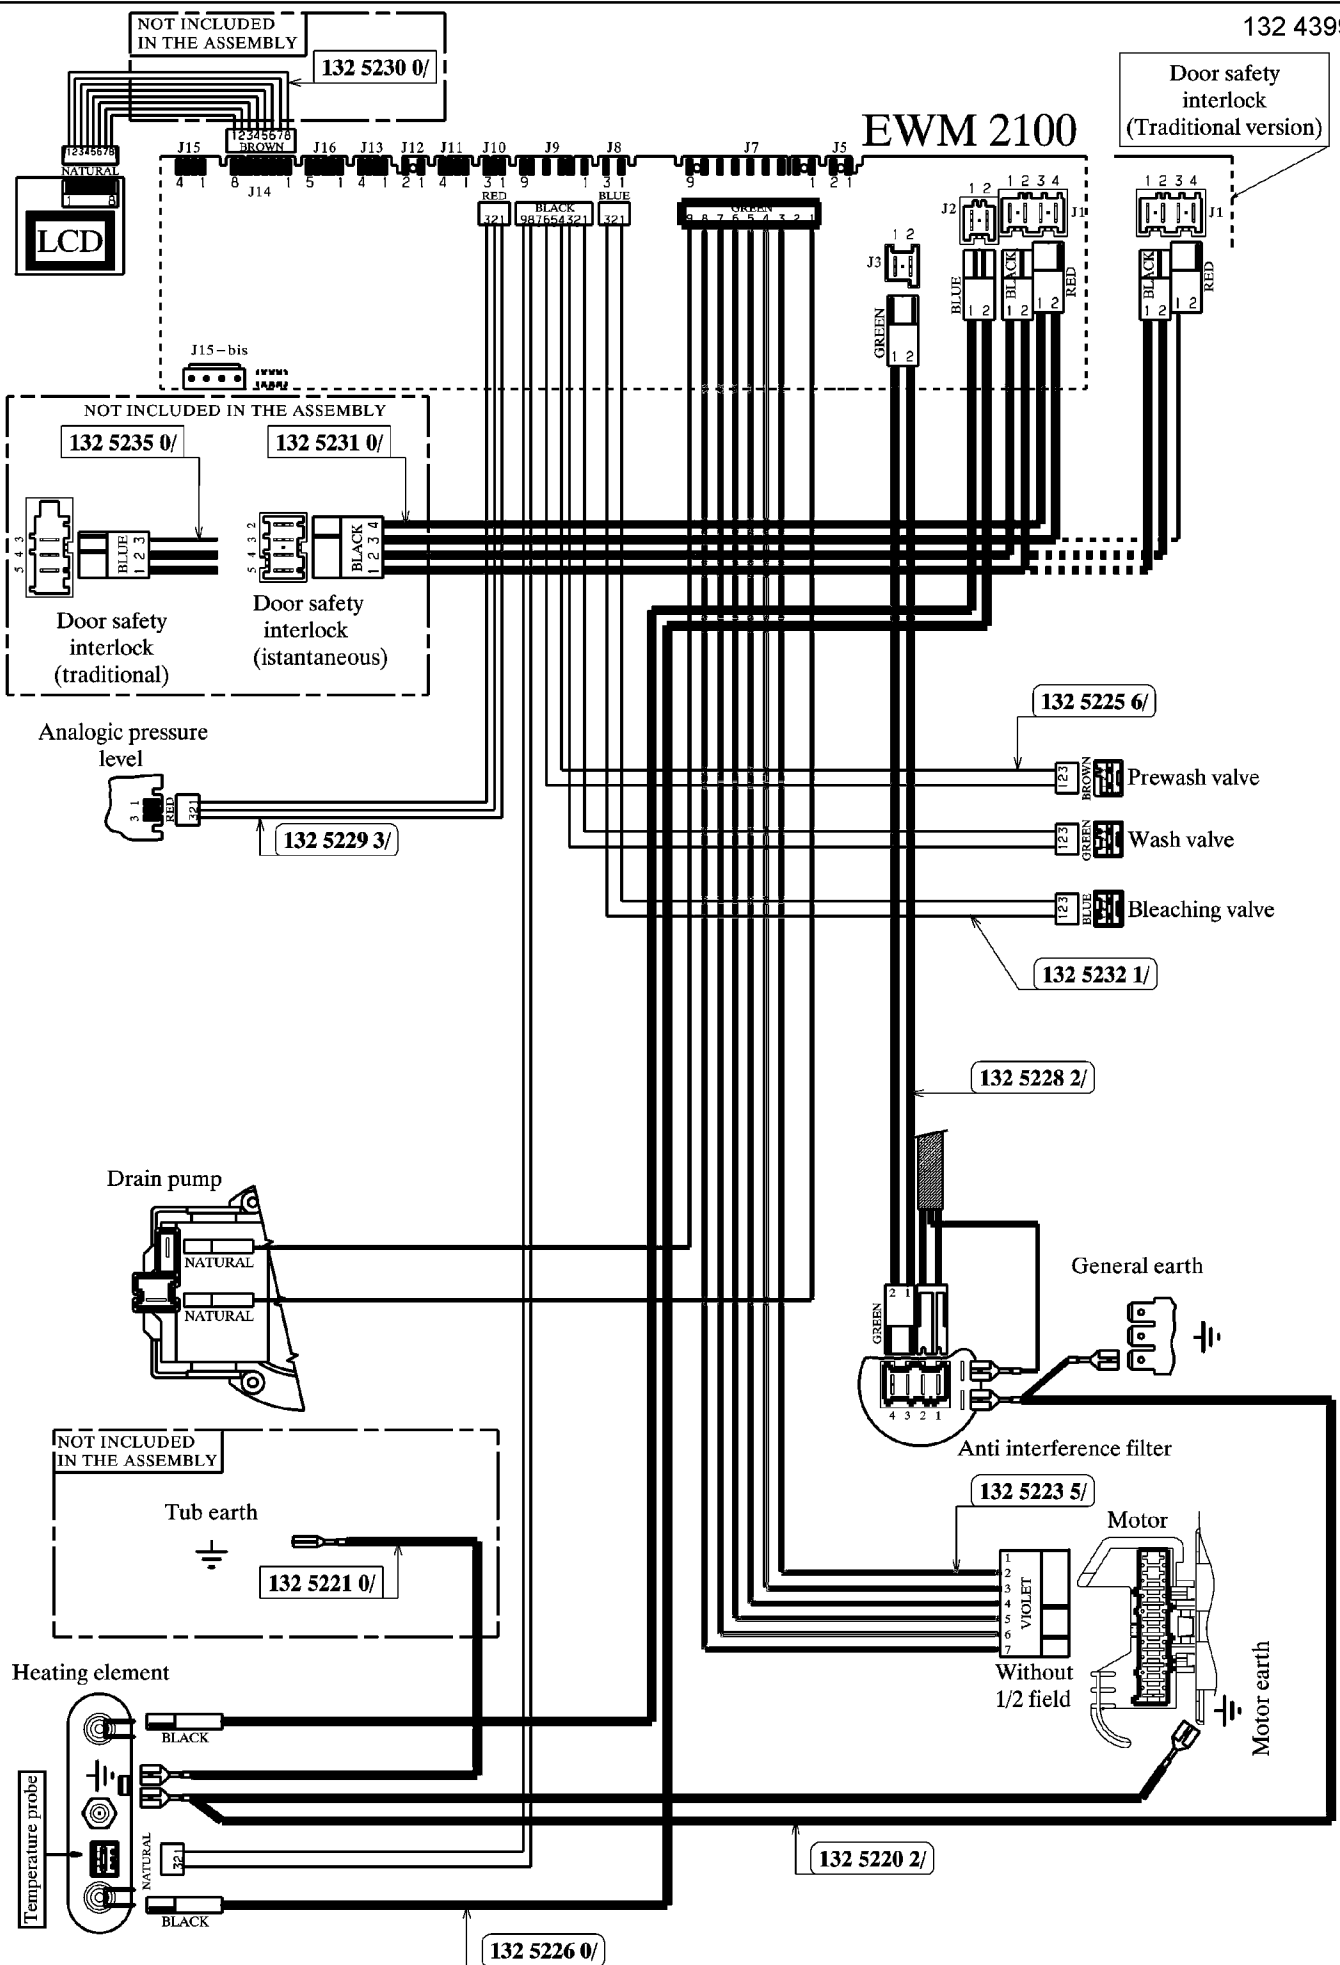 NOT INCLUDED
IN THE ASSEMBLY
132 5230 0/
132 439
Door safety
interlock
(Traditional version)
EWM 2100
12345678
BROWN
12345678
NATURAL
1 8
LCD
J15
4 1
J14
8 1
J16
5 1
J13
4 1
J12
2 1
J11
4 1
J10
3 1
J9
9 1
J8
3 1
J7
9 1
J5
2 1
RED
321
BLACK
987654321
BLUE
321
GREEN
9 8 7 6 5 4 3 2 1
1 2
J3
GREEN
1 2
1 2
J2
BLUE
1 2
1 2 3 4
J1
BLACK
1 2
RED
1 2
1 2 3 4
J1
BLACK
1 2
RED
1 2
J15-bis
NOT INCLUDED IN THE ASSEMBLY
132 5235 0/
132 5231 0/
5 4 3
BLUE
1 2 3
5 4 3 2
BLACK
1 2 3 4
Door safety
interlock
(traditional)
Door safety
interlock
(istantaneous)
Analogic pressure
level
3 1
RED
321
132 5229 3/
132 5225 6/
123
BROWN
Prewash valve
123
GREEN
Wash valve
123
BLUE
Bleaching valve
132 5232 1/
132 5228 2/
Drain pump
NATURAL
NATURAL
General earth
GREEN
2 1
4 3 2 1
Anti interference filter
NOT INCLUDED
IN THE ASSEMBLY
Tub earth
132 5221 0/
132 5223 5/
Motor
1
2
3
4
5
6
7
VIOLET
Without
1/2 field
Motor earth
Heating element
BLACK
Temperature probe
NATURAL
321
BLACK
132 5220 2/
132 5226 0/